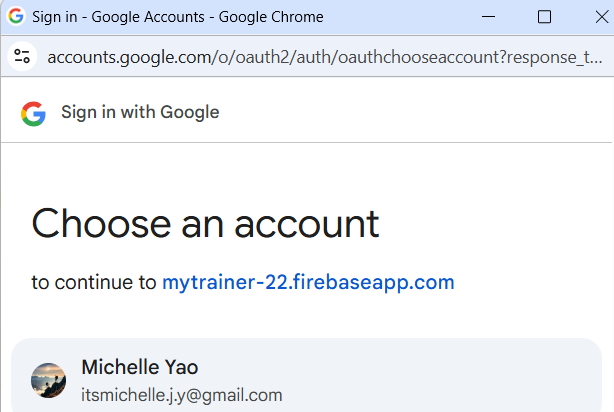 Sign in - Google Accounts - Google Chrome
accounts.google.com/o/oauth2/auth/oauthchooseaccount?response_t...
Sign in with Google
Choose an account
to continue to mytrainer-22.firebaseapp.com
Michelle Yao
itsmichelle.j.y@gmail.com